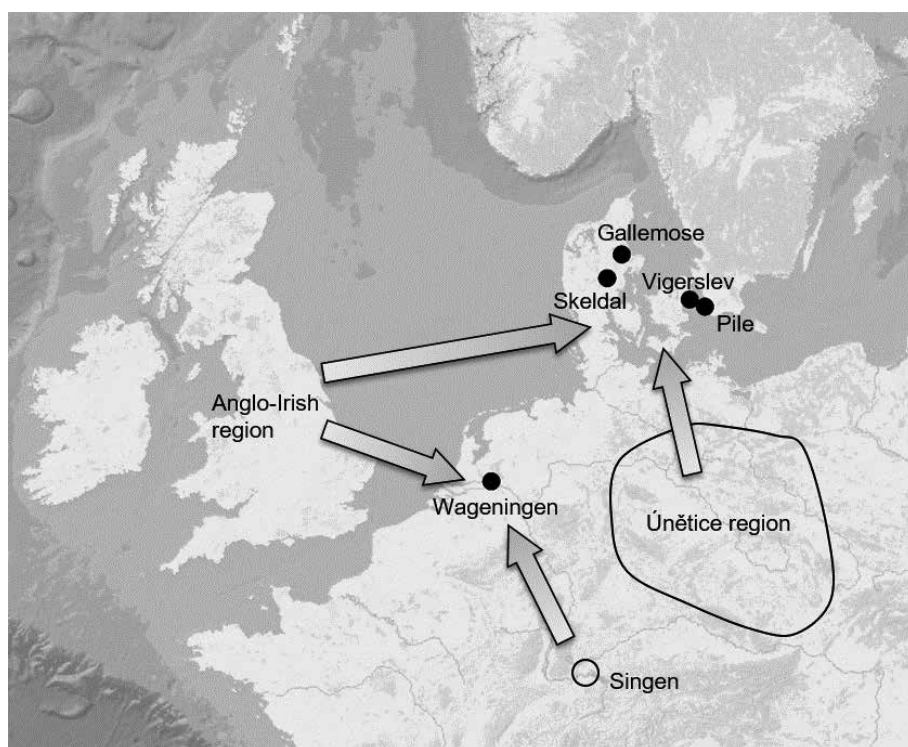 Gallemose
Vigerslev
Skeldal
Pile
Anglo-Irish
region
Wageningen
Únětice region
Singen